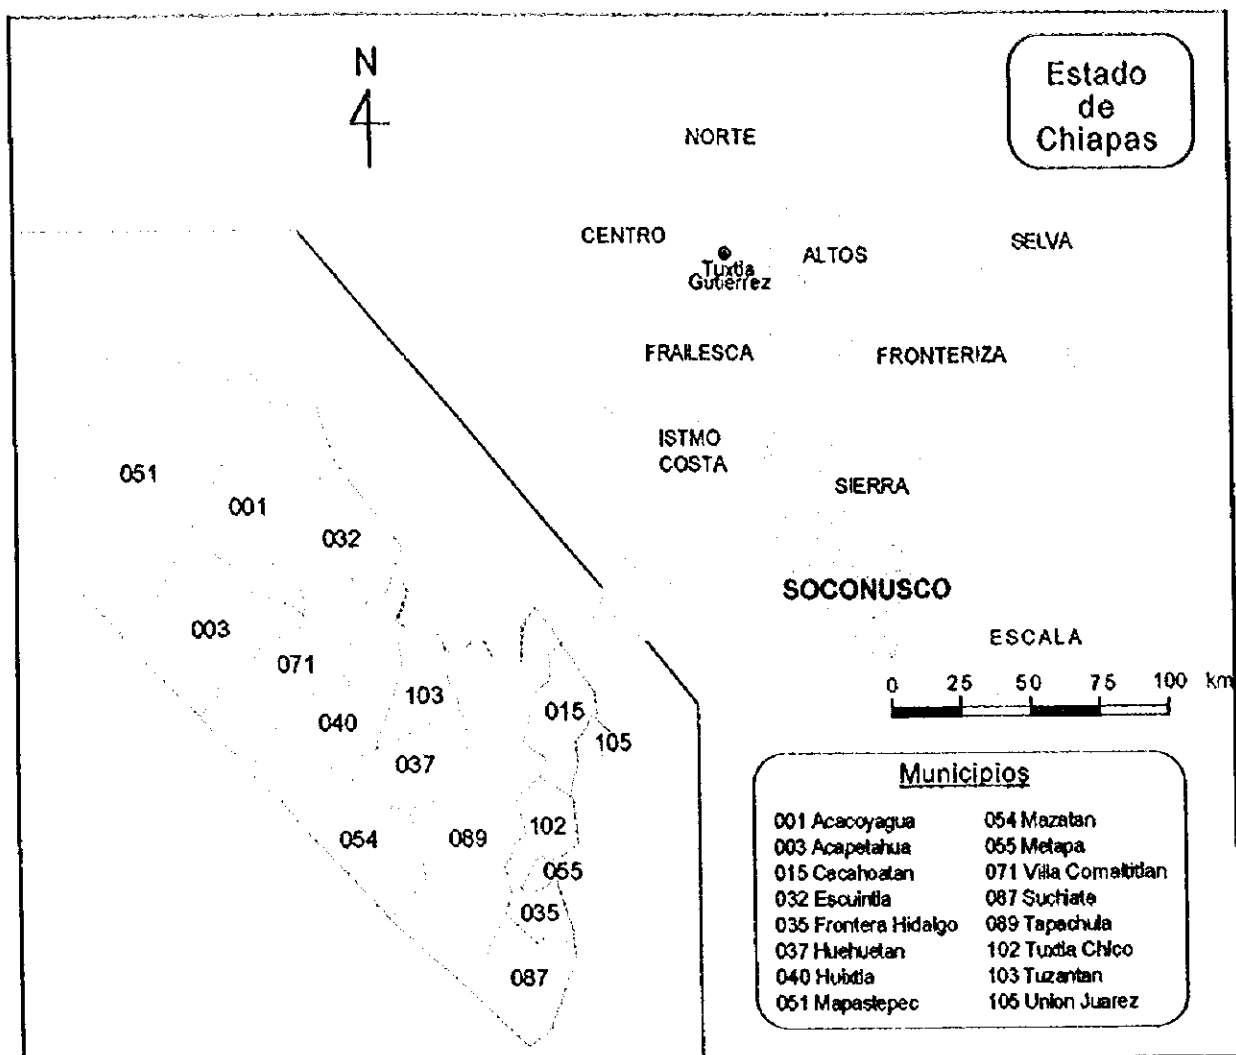 N
Estado
de
Chiapas
NORTE
CENTRO
ALTOS
SELVA
Tuxtla
Gutierrez
FRAILESCA
FRONTERIZA
ISTMO
COSTA
SIERRA
SOCONUSCO
051
001
032
003
071
103
040
015
105
037
054
089
102
055
035
087
ESCALA
0 25 50 75 100 km
Municipios
001 Acacoyagua
003 Acapetahua
015 Cacahoatan
032 Escuintla
035 Frontera Hidalgo
037 Huehuetan
040 Huixtla
051 Mapastepec
054 Mazatan
055 Metapa
071 Villa Comaltitlan
087 Suchiate
089 Tapachula
102 Tuxtla Chico
103 Tuzantan
105 Union Juarez